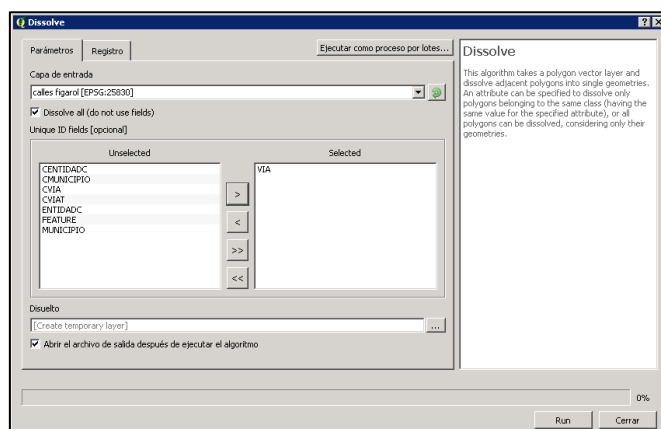 Dissolve
Parámetros
Registro
Ejecutar como proceso por lotes...
Capa de entrada
calles figarol [EPSG:25830]
Dissolve all (do not use fields)
Unique ID fields [opcional]
Unselected
Selected
CENTIDADC
CMUNICIPIO
CVIA
CVIAT
ENTIDADC
FEATURE
MUNICIPIO
>
<
>>
<<
VIA
Disuelto
[Create temporary layer]
...
Abrir el archivo de salida después de ejecutar el algoritmo
Dissolve
This algorithm takes a polygon vector layer and
dissolve adjacent polygons into single geometries.
An attribute can be specified to dissolve only
polygons belonging to the same class (having the
same value for the specified attribute), or all
polygons can be dissolved, considering only their
geometries.
0%
Run
Cerrar